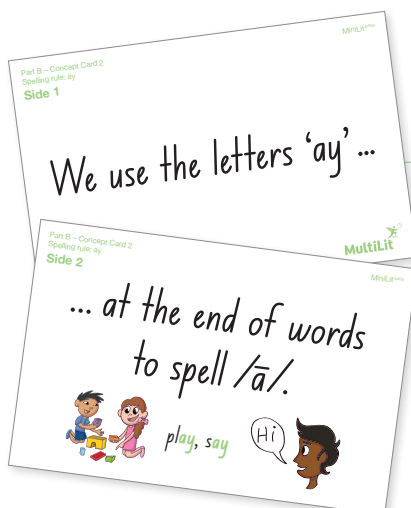 Part B – Concept Card 2
MiniLit
Spelling rule: ay
Side 1
We use the letters ‘ay’ ...
MultiLit
Part B – Concept Card 2
MiniLit
Spelling rule: ay
Side 2
... at the end of words
to spell /ā/.
play, say
Hi